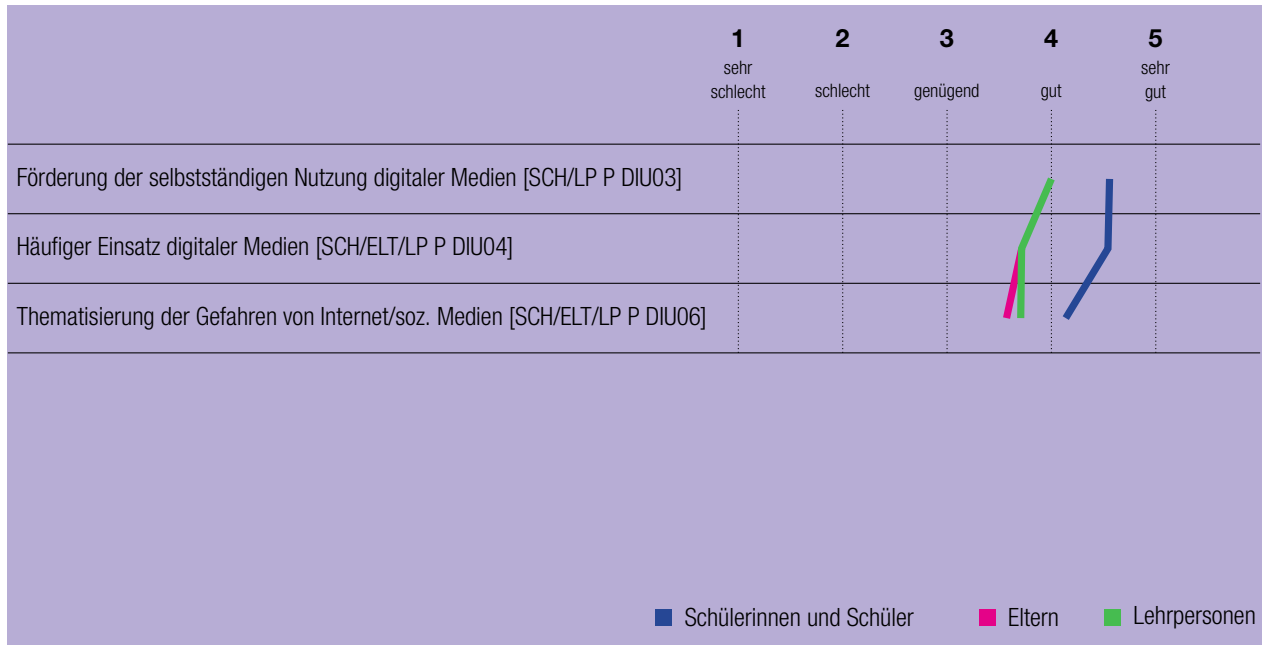 1 2 3 4 5
sehr schlecht schlecht genügend gut sehr gut
Förderung der selbstständigen Nutzung digitaler Medien [SCH/LP P DIU03]
Häufiger Einsatz digitaler Medien [SCH/ELT/LP P DIU04]
Thematisierung der Gefahren von Internet/soz. Medien [SCH/ELT/LP P DIU06]
Schülerinnen und Schüler Eltern Lehrpersonen